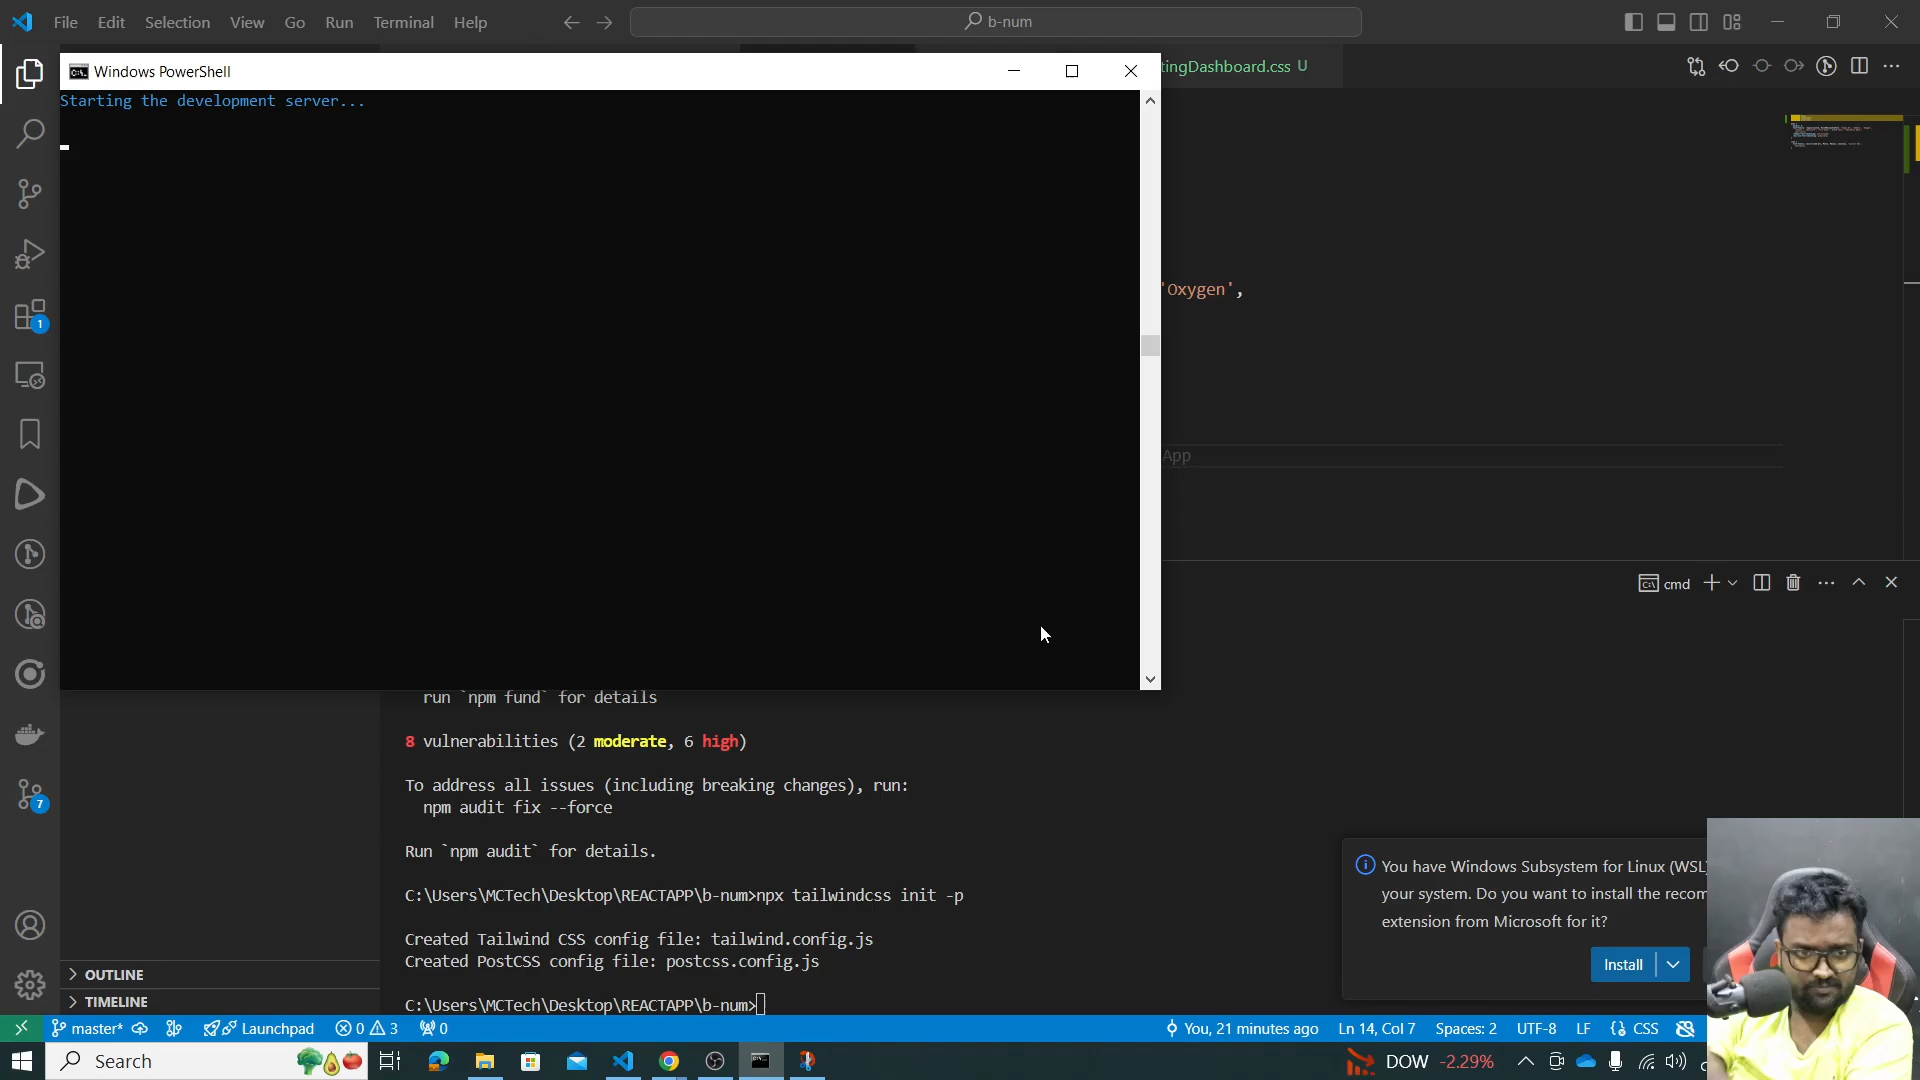 File Edit Selection View Go Run Terminal Help
b-num
Windows PowerShell
tingDashboard.css U
Starting the development server...
'Oxygen',
App
cmd
run `npm fund` for details
8 vulnerabilities (2 moderate, 6 high)
To address all issues (including breaking changes), run:
npm audit fix --force
Run `npm audit` for details.
C:\Users\MCTech\Desktop\REACTAPP\b-num>npx tailwindcss init -p
Created Tailwind CSS config file: tailwind.config.js
Created PostCSS config file: postcss.config.js
C:\Users\MCTech\Desktop\REACTAPP\b-num>
You have Windows Subsystem for Linux (WSL)
your system. Do you want to install the recom
extension from Microsoft for it?
Install
1
7
OUTLINE
TIMELINE
master* Launchpad 0 3 0 You, 21 minutes ago Ln 14, Col 7 Spaces: 2 UTF-8 LF CSS
Search DOW -2.29%